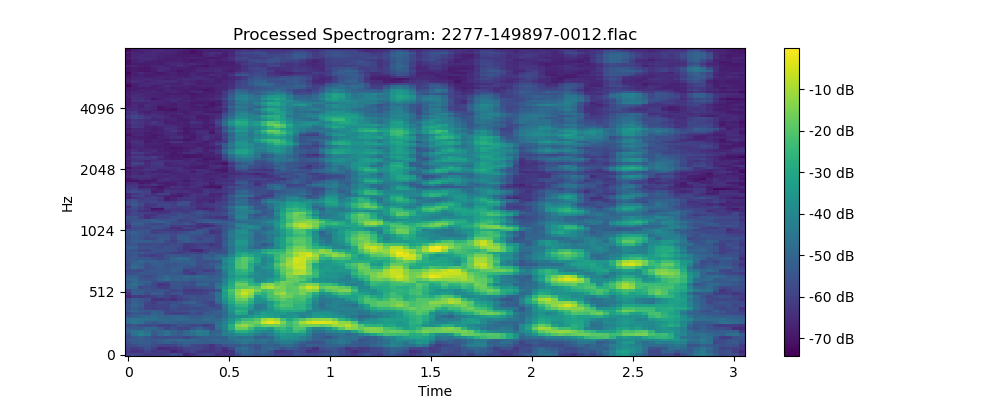 Processed Spectrogram: 2277-149897-0012.flac
Hz
4096
2048
1024
512
0
0 0.5 1 1.5 2 2.5 3
Time
-10 dB
-20 dB
-30 dB
-40 dB
-50 dB
-60 dB
-70 dB